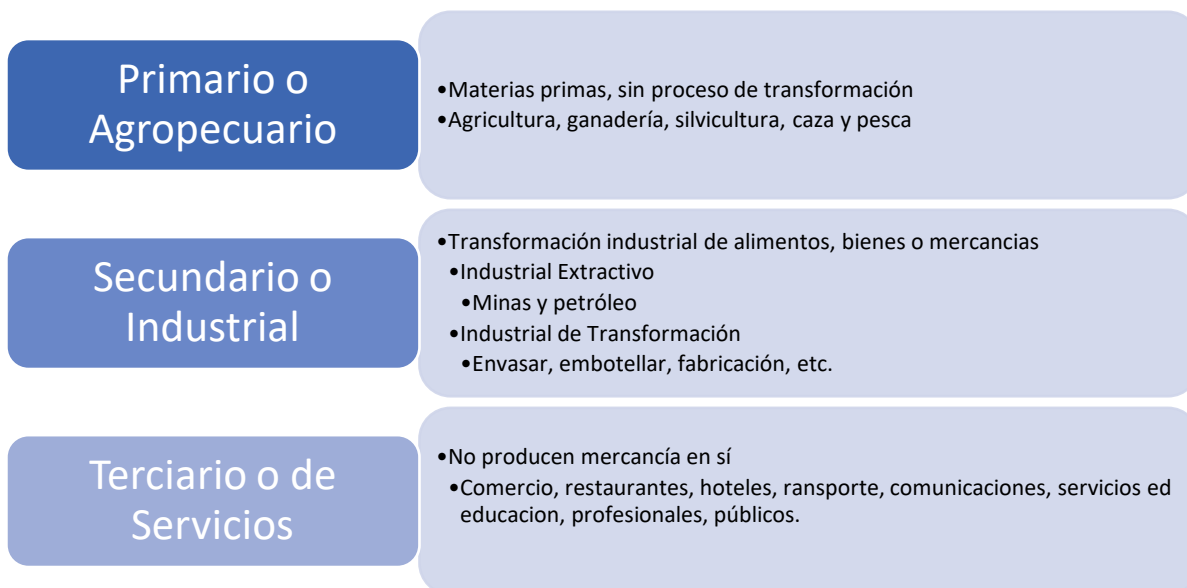 Primario o
Agropecuario
•Materias primas, sin proceso de transformación
•Agricultura, ganadería, silvicultura, caza y pesca
Secundario o
Industrial
•Transformación industrial de alimentos, bienes o mercancias
•Industrial Extractivo
•Minas y petróleo
•Industrial de Transformación
•Envasar, embotellar, fabricación, etc.
Terciario o de
Servicios
•No producen mercancía en sí
•Comercio, restaurantes, hoteles, ransporte, comunicaciones, servicios ed
educacion, profesionales, públicos.